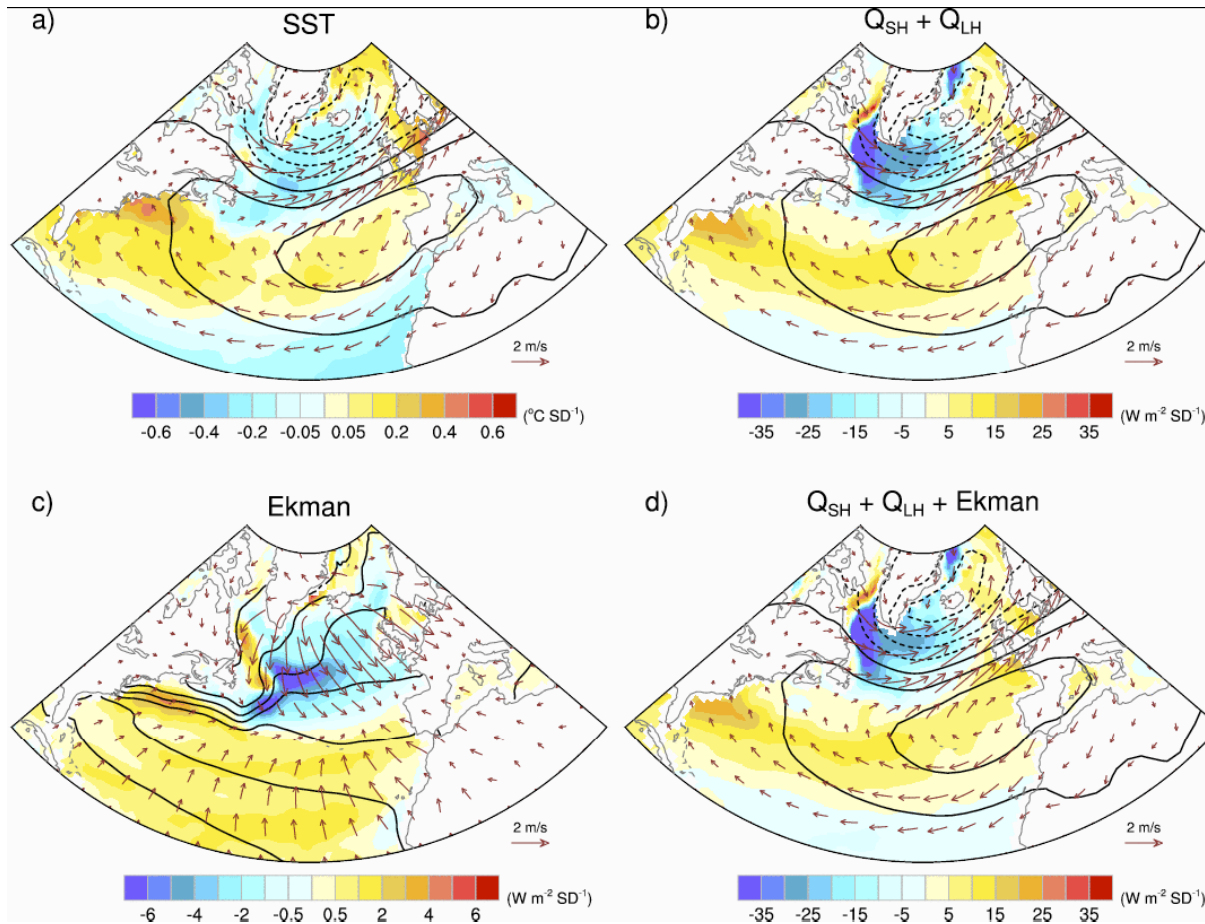 a) SST
b) Q_SH + Q_LH
2 m/s
2 m/s
-0.6 -0.4 -0.2 -0.05 0.05 0.2 0.4 0.6 (°C SD⁻¹)
-35 -25 -15 -5 5 15 25 35 (W m⁻² SD⁻¹)
c) Ekman
d) Q_SH + Q_LH + Ekman
2 m/s
2 m/s
-6 -4 -2 -0.5 0.5 2 4 6 (W m⁻² SD⁻¹)
-35 -25 -15 -5 5 15 25 35 (W m⁻² SD⁻¹)